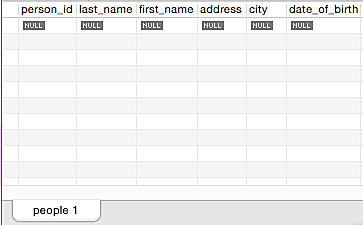 person_id last_name first_name address city date_of_birth
NULL NULL NULL NULL NULL NULL
people 1